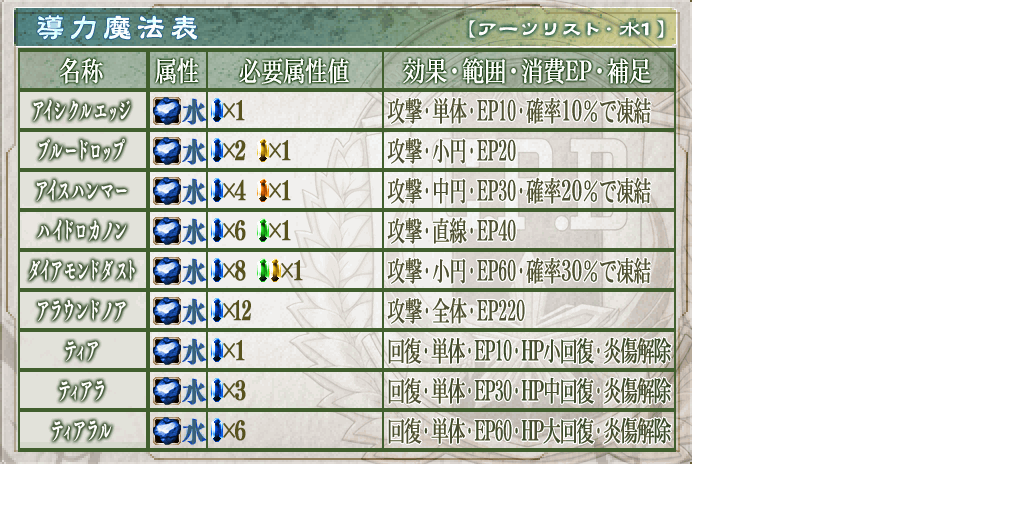 導力魔法表 【アーツリスト・水1】
名称 属性 必要属性値 効果・範囲・消費EP・補足
アイシクルエッジ 水 ×1 攻撃・単体・EP10・確率10%で凍結
ブルードロップ 水 ×2 ×1 攻撃・小円・EP20
アイスハンマー 水 ×4 ×1 攻撃・中円・EP30・確率20%で凍結
ハイドロカノン 水 ×6 ×1 攻撃・直線・EP40
ダイアモンドダスト 水 ×8 ×1 攻撃・小円・EP60・確率30%で凍結
アラウンドノア 水 ×12 攻撃・全体・EP220
ティア 水 ×1 回復・単体・EP10・HP小回復・炎傷解除
ティアラ 水 ×3 回復・単体・EP30・HP中回復・炎傷解除
ティアラル 水 ×6 回復・単体・EP60・HP大回復・炎傷解除